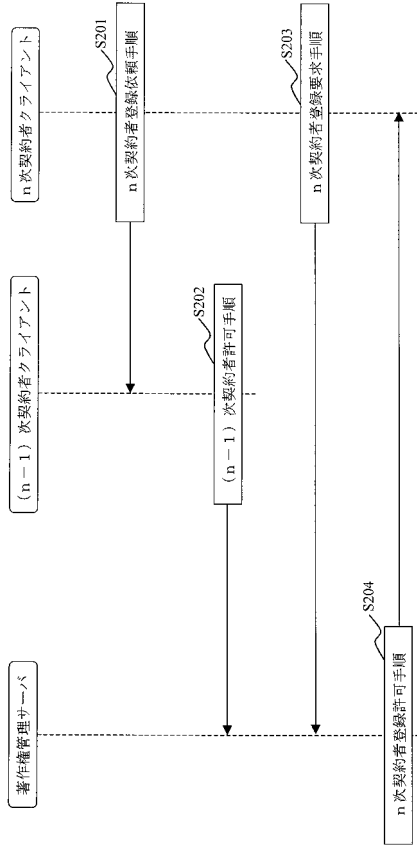 著作権管理サーバ
(n−1)次契約者クライアント
n次契約者クライアント
S201
n次契約者登録依頼手順
S202
(n−1)次契約者許可手順
S203
n次契約者登録要求手順
S204
n次契約者登録許可手順